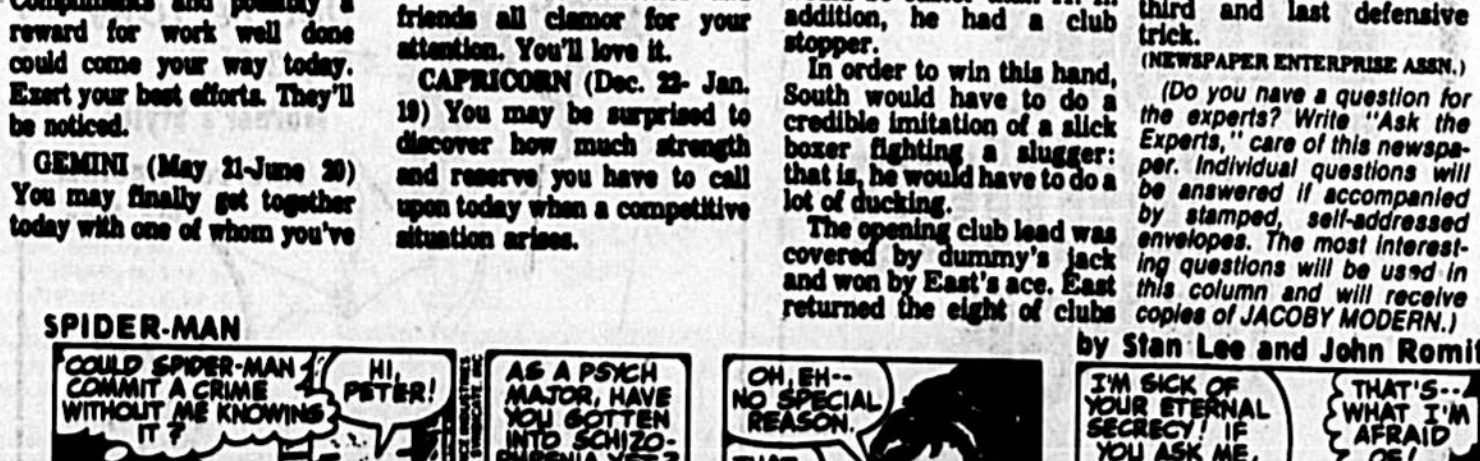 Compliments and possibly a
reward for work well done
could come your way today.
Exert your best efforts. They'll
be noticed.
GEMINI (May 21-June 20)
You may finally get together
today with one of whom you've
friends all clamor for your
attention. You'll love it.
CAPRICORN (Dec. 22- Jan.
19) You may be surprised to
discover how much strength
and reserve you have to call
upon today when a competitive
situation arises.
addition, he had a club
stopper.
In order to win this hand,
South would have to do a
credible imitation of a slick
boxer fighting a slugger:
that is, he would have to do a
lot of ducking.
The opening club lead was
covered by dummy's jack
and won by East's ace. East
returned the eight of clubs
third and last defensive
trick.
(NEWSPAPER ENTERPRISE ASSN.)
(Do you have a question for
the experts? Write "Ask the
Experts," care of this newspa-
per. Individual questions will
be answered if accompanied
by stamped, self-addressed
envelopes. The most interest-
ing questions will be used in
this column and will receive
copies of JACOBY MODERN.)
SPIDER-MAN
by Stan Lee and John Romit
COULD SPIDER-MAN
COMMIT A CRIME
WITHOUT ME KNOWING
IT?
HI,
PETER!
AS A PSYCH
MAJOR, HAVE
YOU GOTTEN
INTO SCHIZO-
PHRENIA YET?
OH, EH--
NO SPECIAL
REASON.
THAT
I'M SICK OF
YOUR ETERNAL
SECRECY! IF
YOU ASK ME,
THAT'S--
WHAT I'M
AFRAID
OF!